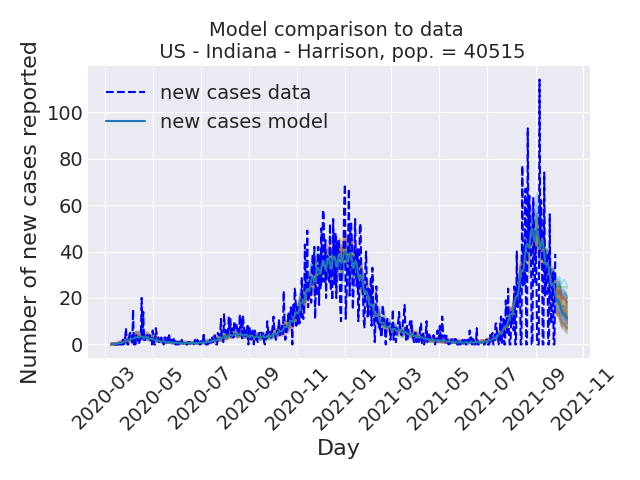 Model comparison to data
US - Indiana - Harrison, pop. = 40515
Number of new cases reported
new cases data
new cases model
100
80
60
40
20
0
2020-03
2020-05
2020-07
2020-09
2020-11
2021-01
2021-03
2021-05
2021-07
2021-09
2021-11
Day